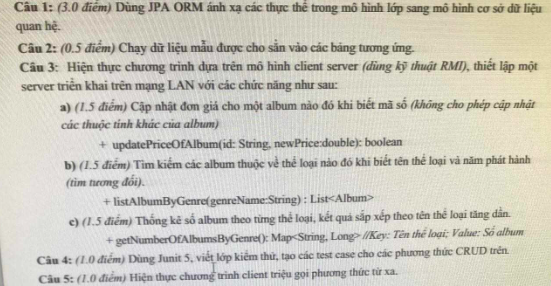 Câu 1: (3.0 điểm) Dùng JPA ORM ánh xạ các thực thể trong mô hình lớp sang mô hình cơ sở dữ liệu
quan hệ.
Câu 2: (0.5 điểm) Chạy dữ liệu mẫu được cho sẵn vào các bảng tương ứng.
Câu 3: Hiện thực chương trình dựa trên mô hình client server (dùng kỹ thuật RMI), thiết lập một
server triển khai trên mạng LAN với các chức năng như sau:
a) (1.5 điểm) Cập nhật đơn giá cho một album nào đó khi biết mã số (không cho phép cập nhật
các thuộc tính khác của album)
+ updatePriceOfAlbum(id: String, newPrice:double): boolean
b) (1.5 điểm) Tìm kiếm các album thuộc về thể loại nào đó khi biết tên thể loại và năm phát hành
(tìm tương đối).
+ listAlbumByGenre(genreName:String) : List<Album>
c) (1.5 điểm) Thống kê số album theo từng thể loại, kết quả sắp xếp theo tên thể loại tăng dần.
+ getNumberOfAlbumsByGenre(): Map<String, Long> //Key: Tên thể loại; Value: Số album
Câu 4: (1.0 điểm) Dùng Junit 5, viết lớp kiểm thử, tạo các test case cho các phương thức CRUD trên.
Câu 5: (1.0 điểm) Hiện thực chương trình client triệu gọi phương thức từ xa.